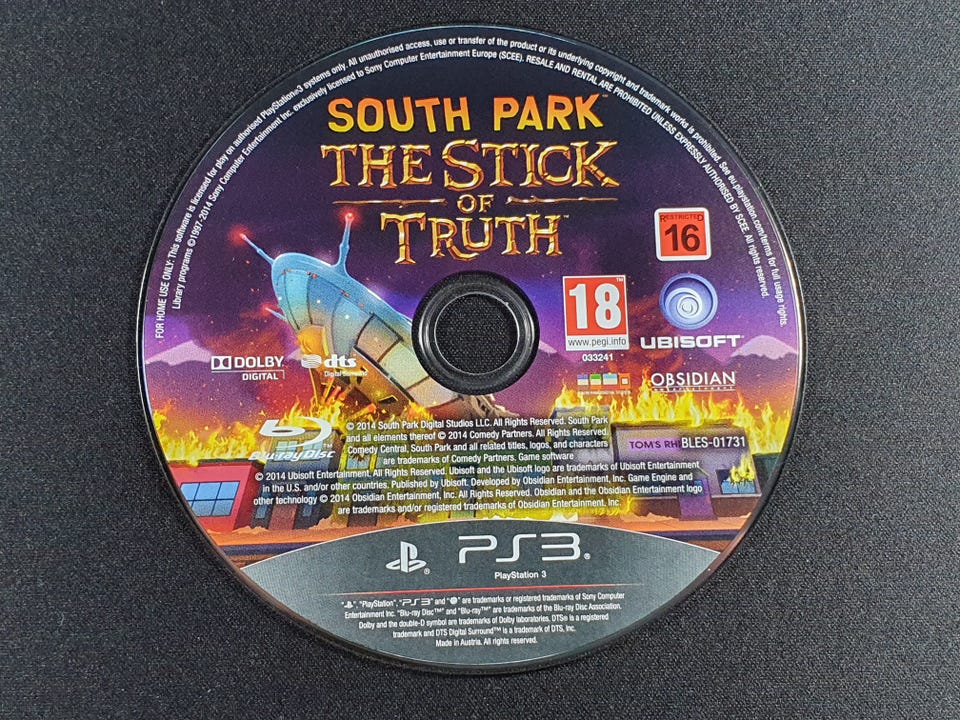 FOR HOME USE ONLY: This software is licensed for play on authorised PlayStation®3 systems only. All unauthorised access, use or transfer of the product or its underlying copyright and trademark works is prohibited. See eu.playstation.com/terms for full usage rights.
Library programs ©1997-2014 Sony Computer Entertainment Inc. exclusively licensed to Sony Computer Entertainment Europe (SCEE). RESALE AND RENTAL ARE PROHIBITED UNLESS EXPRESSLY AUTHORISED BY SCEE. All rights reserved.
SOUTH PARK™
THE STICK
OF
TRUTH™
RESTRICTED
16
18™
www.pegi.info
033241
UBISOFT™
DOLBY
DIGITAL
dts
Digital Surround
OBSIDIAN
ENTERTAINMENT
Blu-ray Disc™
TOM'S RH
BLES-01731
© 2014 South Park Digital Studios LLC. All Rights Reserved. South Park
and all elements thereof © 2014 Comedy Partners. All Rights Reserved.
Comedy Central, South Park and all related titles, logos, and characters
are trademarks of Comedy Partners. Game software
© 2014 Ubisoft Entertainment. All Rights Reserved. Ubisoft and the Ubisoft logo are trademarks of Ubisoft Entertainment
in the U.S. and/or other countries. Published by Ubisoft. Developed by Obsidian Entertainment, Inc. Game Engine and
other technology © 2014 Obsidian Entertainment, Inc. All Rights Reserved. Obsidian and the Obsidian Entertainment logo
are trademarks and/or registered trademarks of Obsidian Entertainment, Inc.
PS3®
PlayStation 3
" ", "PlayStation", "PS3" and " " are trademarks or registered trademarks of Sony Computer
Entertainment Inc. "Blu-ray Disc™" and "Blu-ray™" are trademarks of the Blu-ray Disc Association.
Dolby and the double-D symbol are trademarks of Dolby laboratories. DTS® is a registered
trademark and DTS Digital Surround™ is a trademark of DTS, Inc.
Made in Austria. All rights reserved.